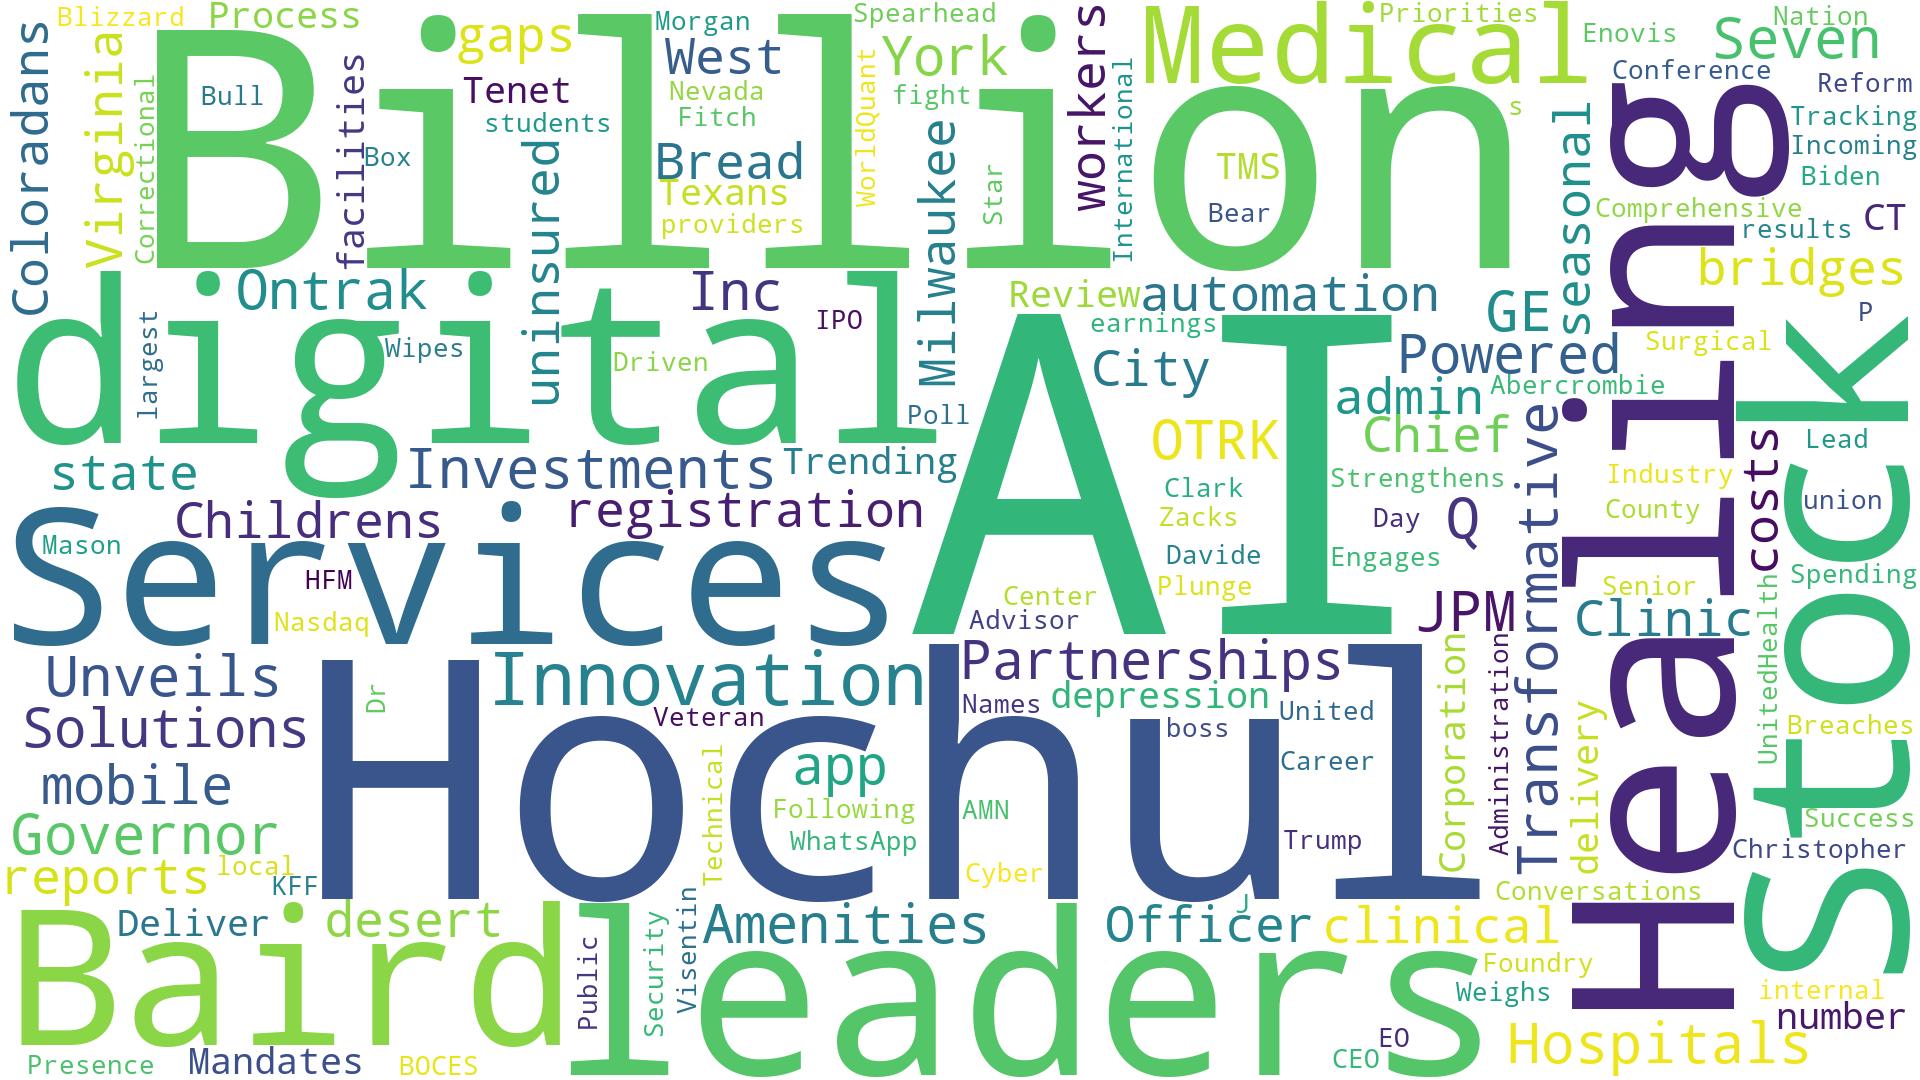 Blizzard
Process
Morgan
Spearhead
Priorities
Nation
Coloradans
Virginia
Correctional
Billion
Bull
facilities
Box
gaps
Tenet
students
West
Nevada
Fitch
Bread
Texans
providers
WorldQuant
York
fight
Star
workers
International
Medical
s
TMS
Bear
Enovis
Seven
Conference
Reform
Tracking
Incoming
Biden
Comprehensive
results
CT
bridges
P
Surgical
seasonal
Healing
digital
largest
Ontrak
Wipes
uninsured
Driven
Inc
IPO
Milwaukee
Poll
Review
automation
earnings
City
GE
Powered
Abercrombie
admin
Chief
AI
OTRK
Clark
Zacks
Davide
Plunge
Center
Advisor
Strengthens
Day
Q
Engages
JPM
Transformative
Industry
County
Senior
Clinic
costs
Stock
Lead
union
Spending
UnitedHealth
Breaches
Success
Christopher
state
Investments
Trending
Childrens
registration
Services
Mason
HFM
Nasdaq
Unveils
Solutions
mobile
Governor
reports
local
KFF
Dr
Hochul
Innovation
Veteran
Technical
app
Following
WhatsApp
AMN
Cyber
Partnerships
Names
depression
boss
United
Career
Trump
Corporation
Administration
delivery
Conversations
Baird
Deliver
desert
Presence
Mandates
BOCES
Public
Security
Visentin
leaders
Amenities
Officer
J
clinical
Foundry
Weighs
EO
CEO
Hospitals
internal
number